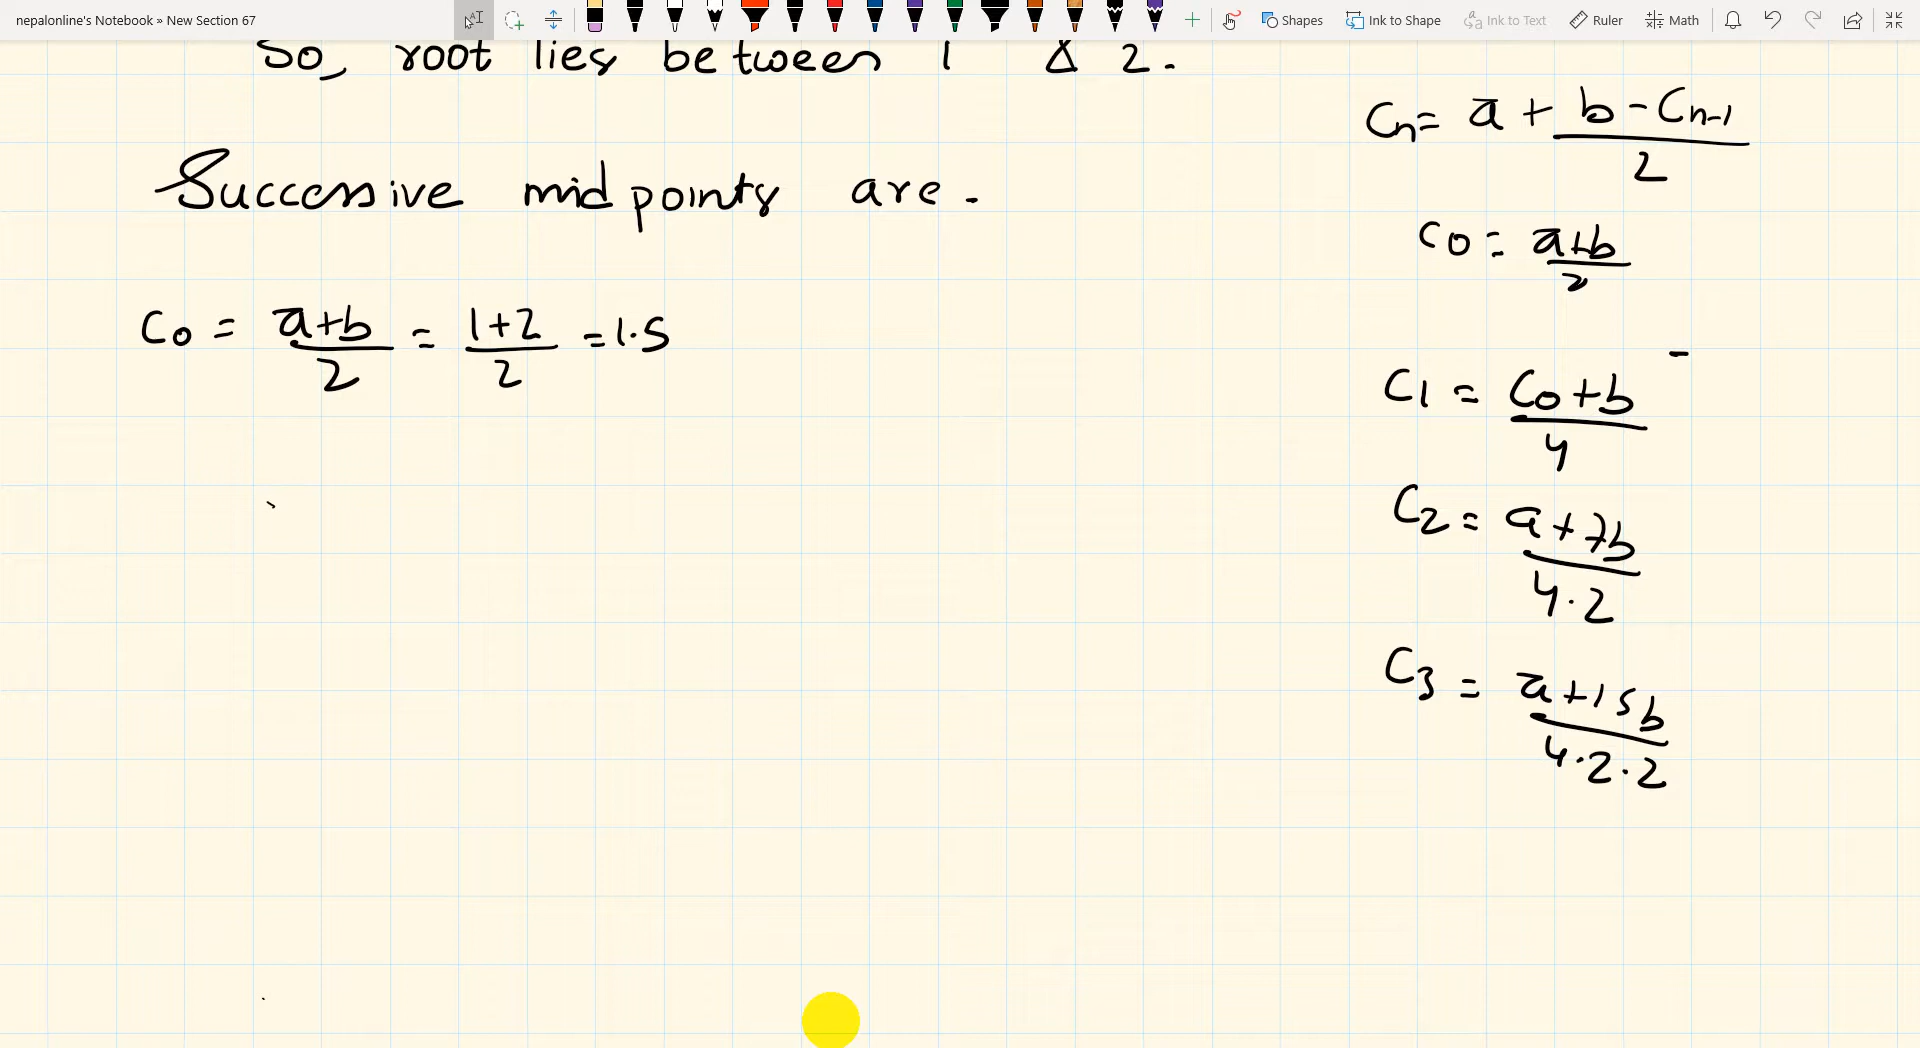 nepalonline's Notebook » New Section 67
Shapes
Ink to Shape
Ink to Text
Ruler
Math
So, root lies between 1 & 2.
Successive midpoints are.
C0 = a+b/2 = 1+2/2 = 1.5
Cn = a + b - Cn-1/2
C0 = a+b/2
C1 = C0+b/4
C2 = a+7b/4.2
C3 = a+15b/4.2.2